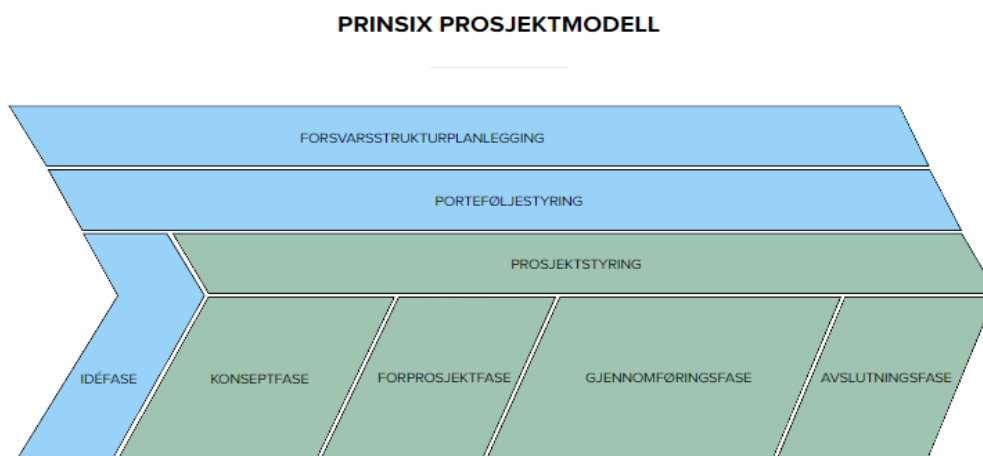 PRINSIX PROSJEKTMODELL
FORSVARSSTRUKTURPLANLEGGING
PORTEFØLJESTYRING
PROSJEKTSTYRING
IDÉFASE
KONSEPTFASE
FORPROSJEKTFASE
GJENNOMFØRINGSFASE
AVSLUTNINGSFASE